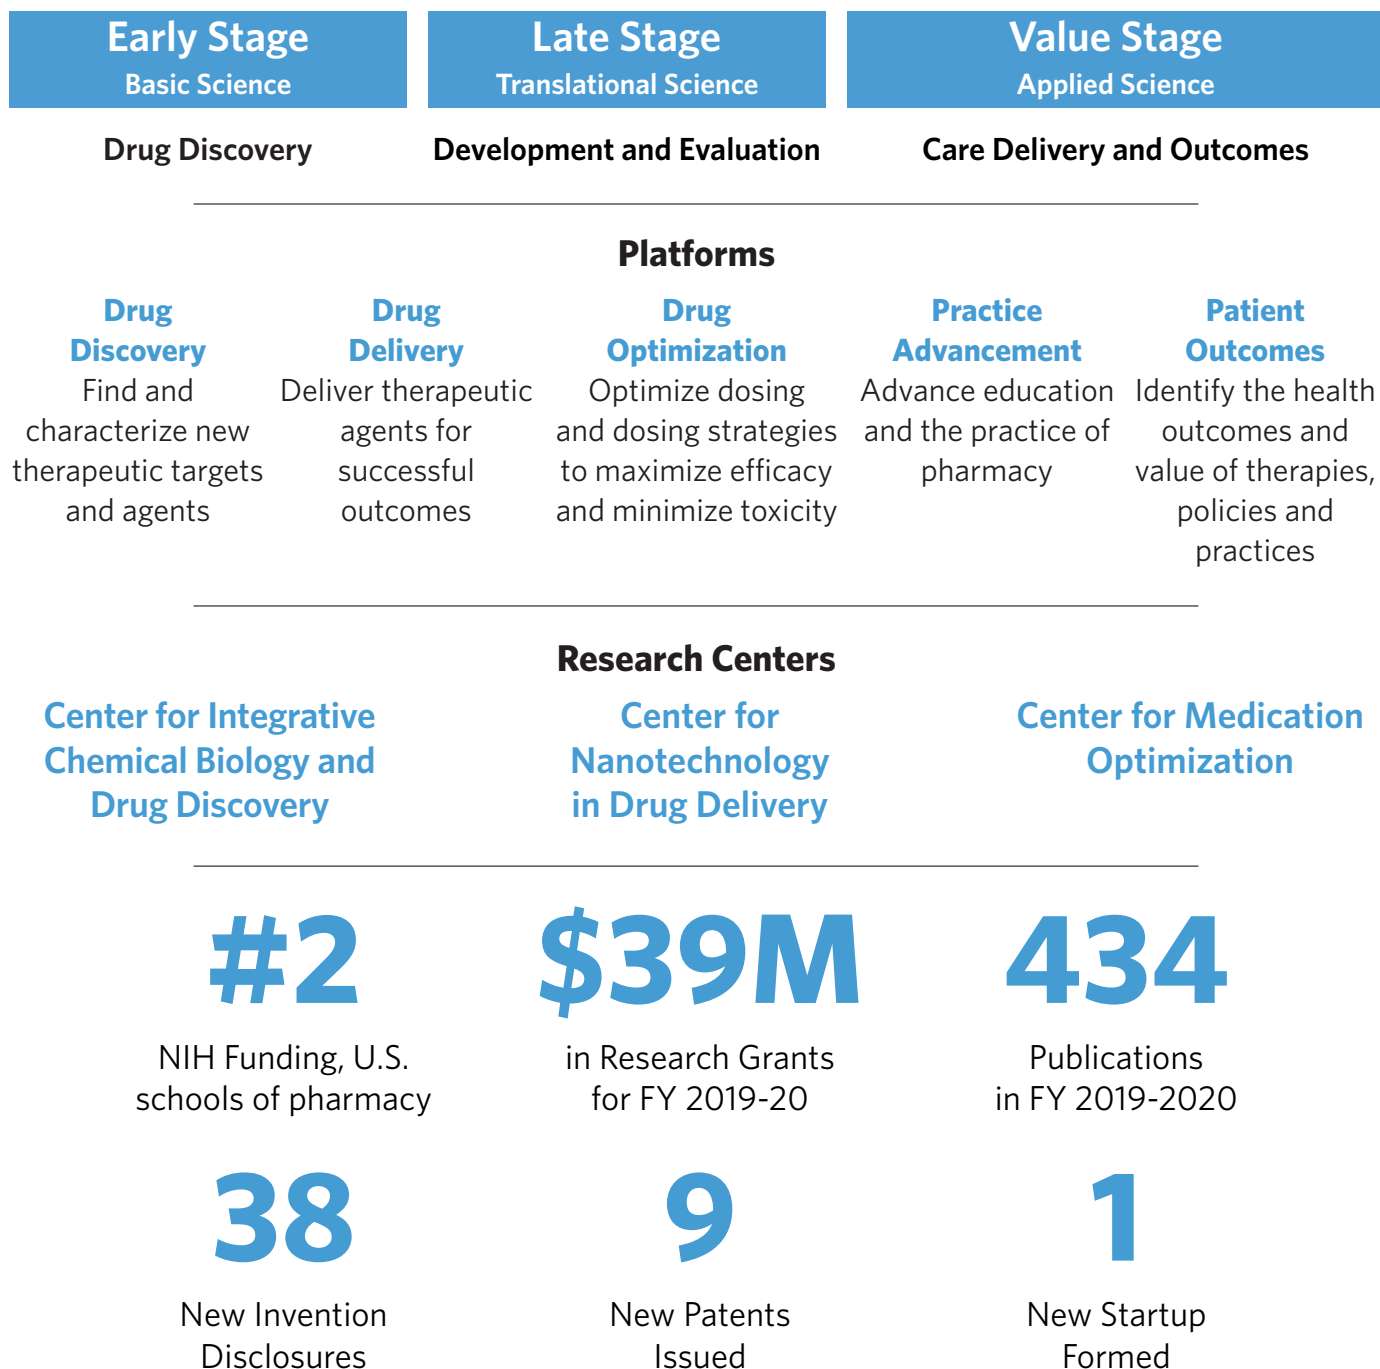 Early Stage
Basic Science
Late Stage
Translational Science
Value Stage
Applied Science
Drug Discovery
Development and Evaluation
Care Delivery and Outcomes
Platforms
Drug
Discovery
Find and
characterize new
therapeutic targets
and agents
Drug
Delivery
Deliver therapeutic
agents for
successful
outcomes
Drug
Optimization
Optimize dosing
and dosing strategies
to maximize efficacy
and minimize toxicity
Practice
Advancement
Advance education
and the practice of
pharmacy
Patient
Outcomes
Identify the health
outcomes and
value of therapies,
policies and
practices
Research Centers
Center for Integrative
Chemical Biology and
Drug Discovery
Center for
Nanotechnology
in Drug Delivery
Center for Medication
Optimization
#2
NIH Funding, U.S.
schools of pharmacy
$39M
in Research Grants
for FY 2019-20
434
Publications
in FY 2019-2020
38
New Invention
Disclosures
9
New Patents
Issued
1
New Startup
Formed